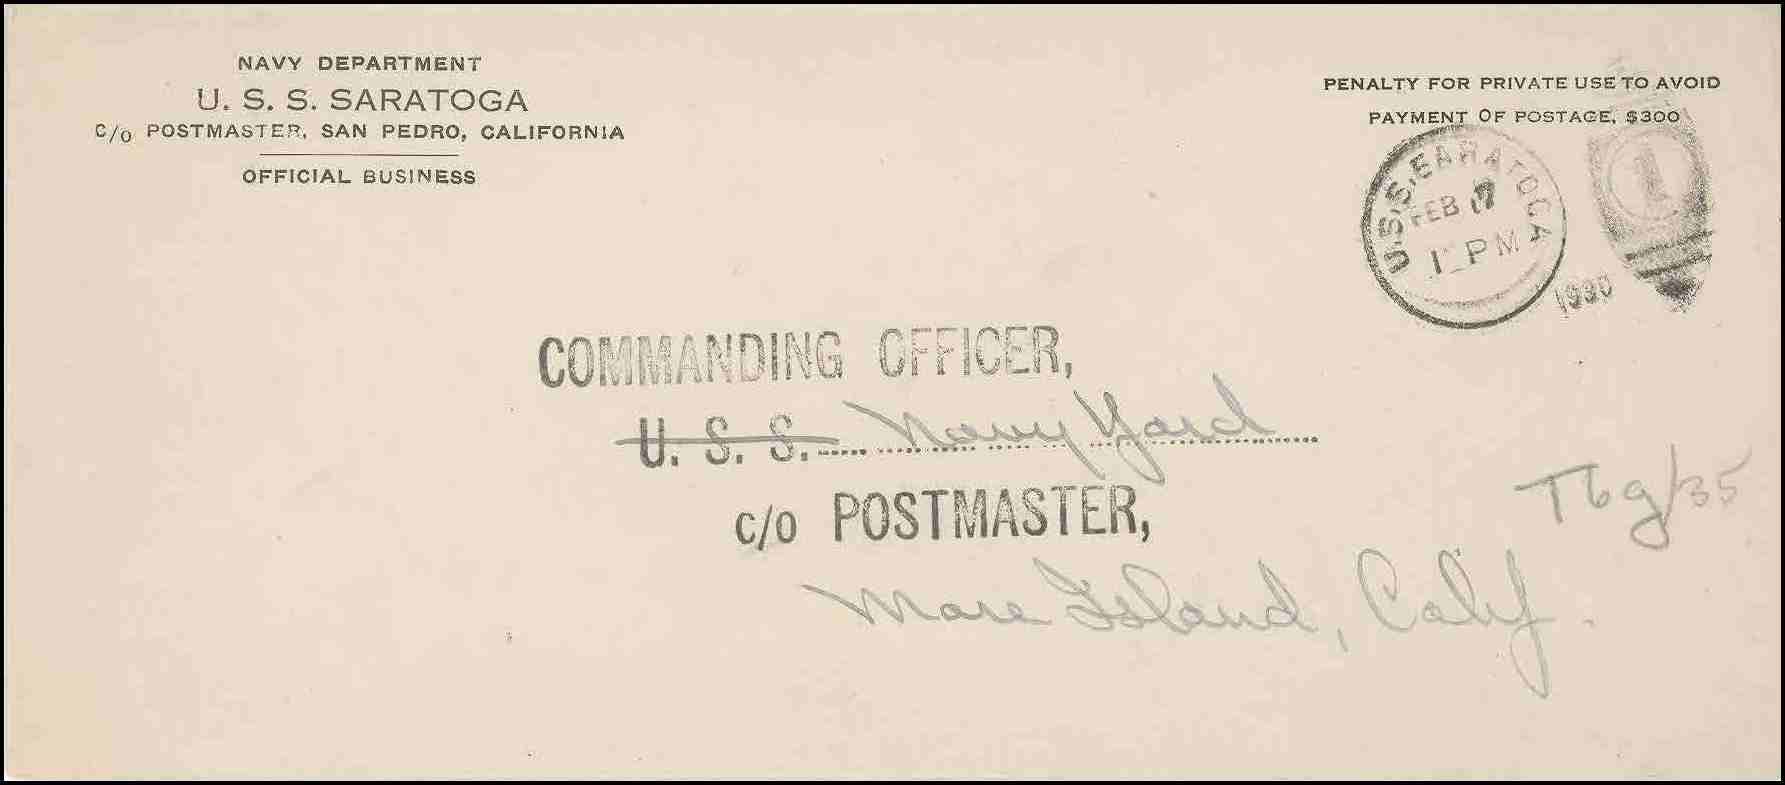 NAVY DEPARTMENT
U. S. S. SARATOGA
C/O POSTMASTER, SAN PEDRO, CALIFORNIA
OFFICIAL BUSINESS
PENALTY FOR PRIVATE USE TO AVOID
PAYMENT OF POSTAGE, $300
U.S.S. SARATOGA
FEB 17
PM
1930
1
COMMANDING OFFICER,
U. S. S. Navy Yard
c/o POSTMASTER,
Mare Island, Calif.